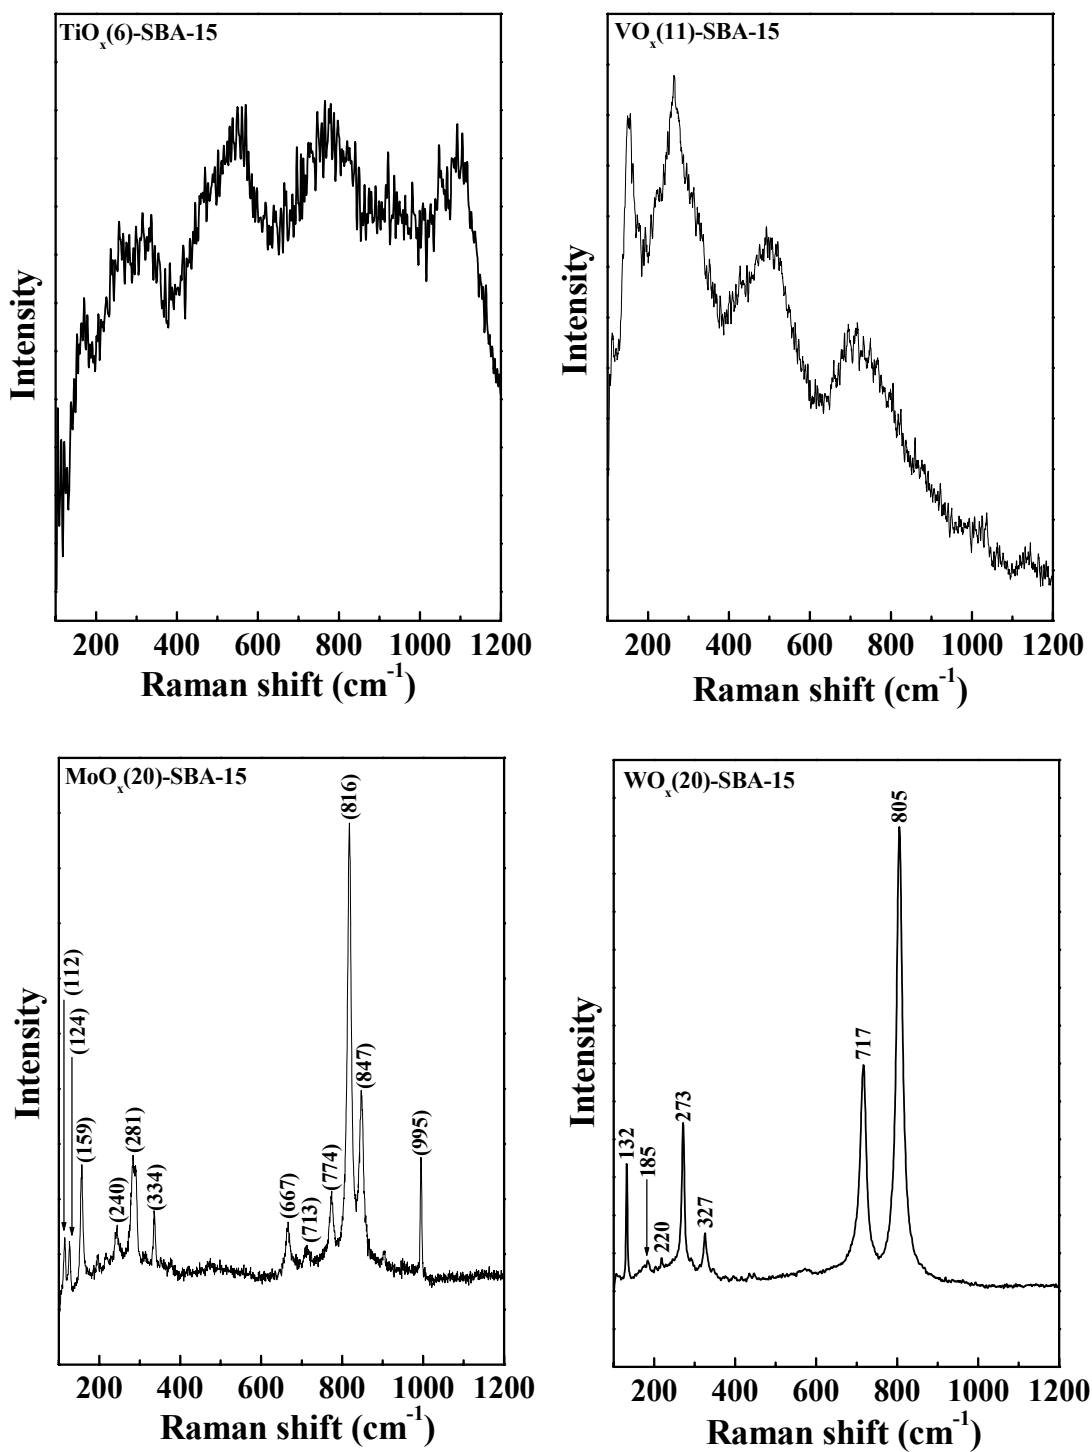 TiOx(6)-SBA-15
Intensity
200 400 600 800 1000 1200
Raman shift (cm-1)
VOx(11)-SBA-15
Intensity
200 400 600 800 1000 1200
Raman shift (cm-1)
MoOx(20)-SBA-15
Intensity
(112)
(124)
(159)
(240)
(281)
(334)
(667)
(713)
(774)
(816)
(847)
(995)
200 400 600 800 1000 1200
Raman shift (cm-1)
WOx(20)-SBA-15
Intensity
132
185
220
273
327
717
805
200 400 600 800 1000 1200
Raman shift (cm-1)